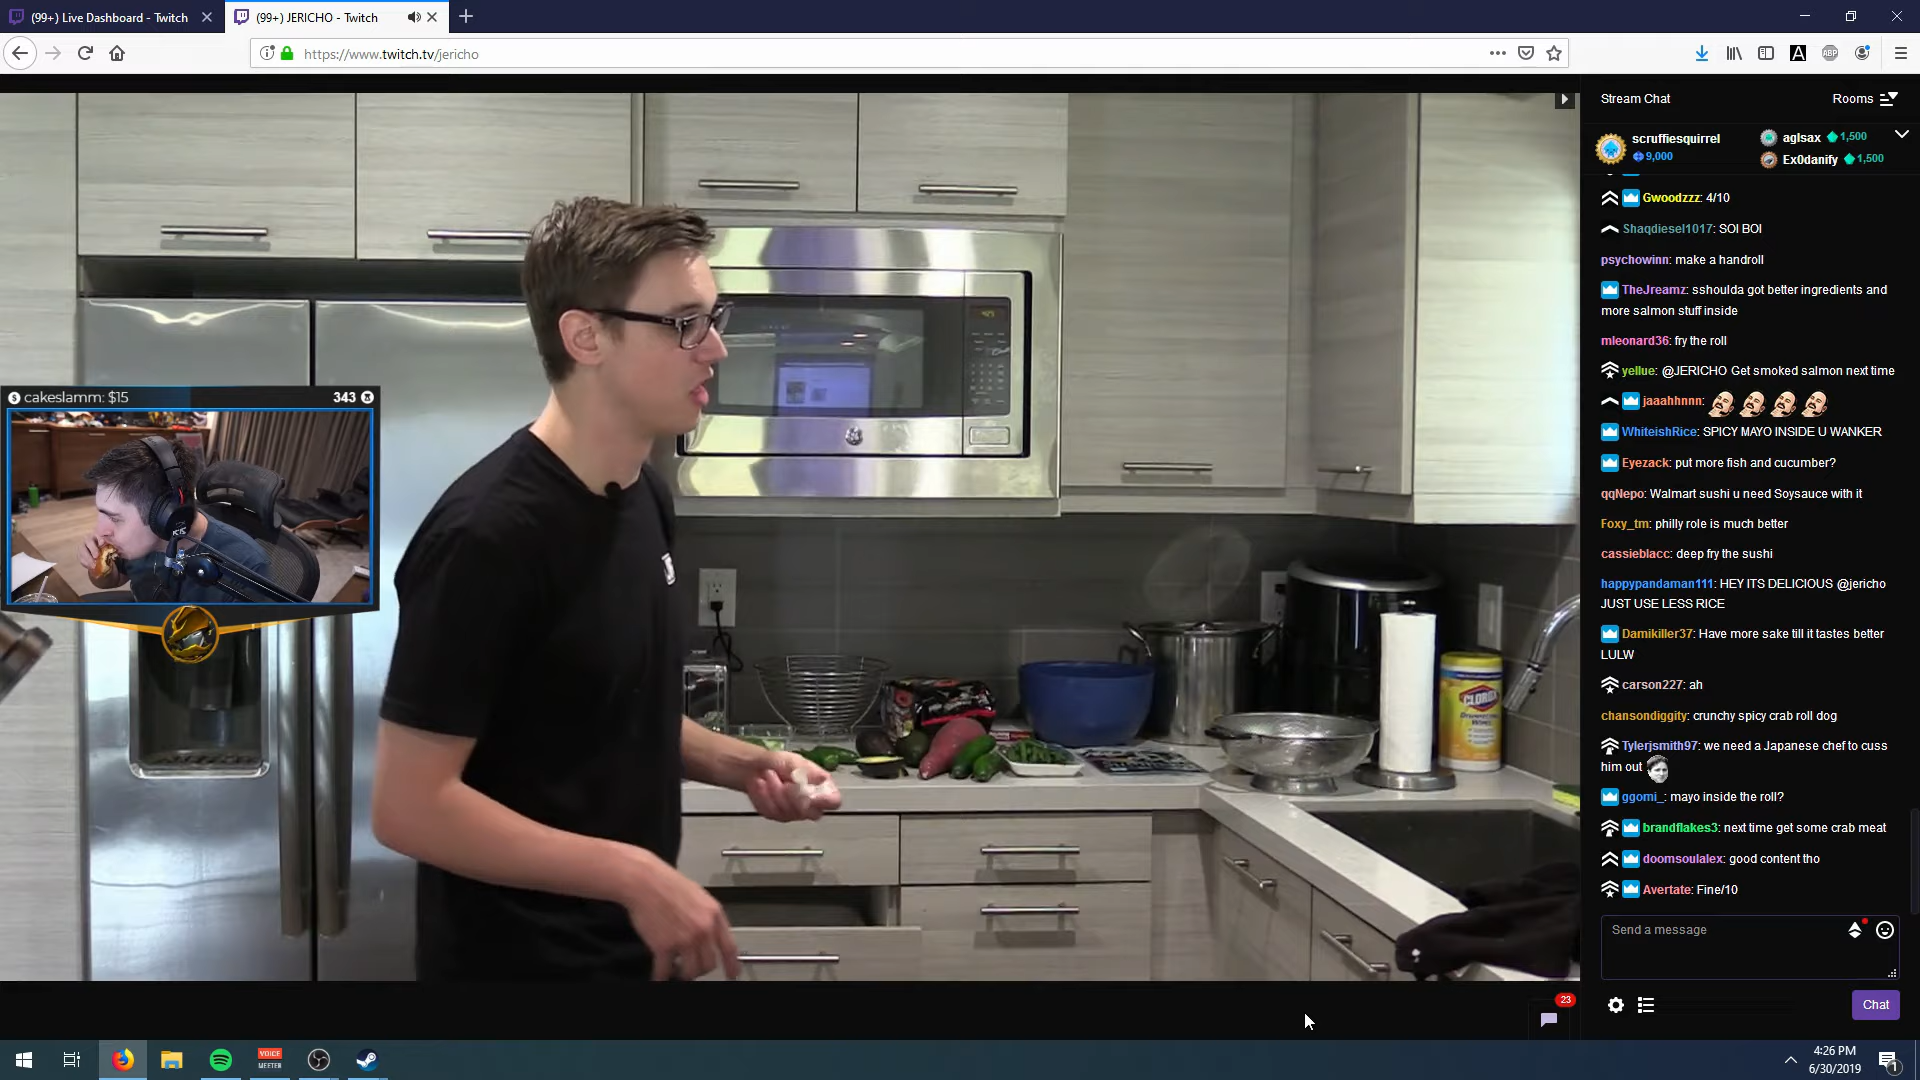 (99+) Live Dashboard - Twitch
(99+) JERICHO - Twitch
https://www.twitch.tv/jericho
ABP
Stream Chat
Rooms
scruffiesquirrel
9,000
aglsax 1,500
Ex0danify 1,500
Gwoodzzz: 4/10
Shaqdiesel1017: SOI BOI
psychowinn: make a handroll
TheJreamz: sshoulda got better ingredients and
more salmon stuff inside
mleonard36: fry the roll
yellue: @JERICHO Get smoked salmon next time
jaaahhnnn:
WhiteishRice: SPICY MAYO INSIDE U WANKER
Eyezack: put more fish and cucumber?
qqNepo: Walmart sushi u need Soysauce with it
Foxy_tm: philly role is much better
cassieblacc: deep fry the sushi
happypandaman111: HEY ITS DELICIOUS @jericho
JUST USE LESS RICE
Damikiller37: Have more sake till it tastes better
LULW
carson227: ah
chansondiggity: crunchy spicy crab roll dog
Tylerjsmith97: we need a Japanese chef to cuss
him out
ggomi_: mayo inside the roll?
brandflakes3: next time get some crab meat
doomsoulalex: good content tho
Avertate: Fine/10
Send a message
Chat
23
cakeslamm: $15
343
CLOROX
VOICE
MEETER
4:26 PM
6/30/2019
1